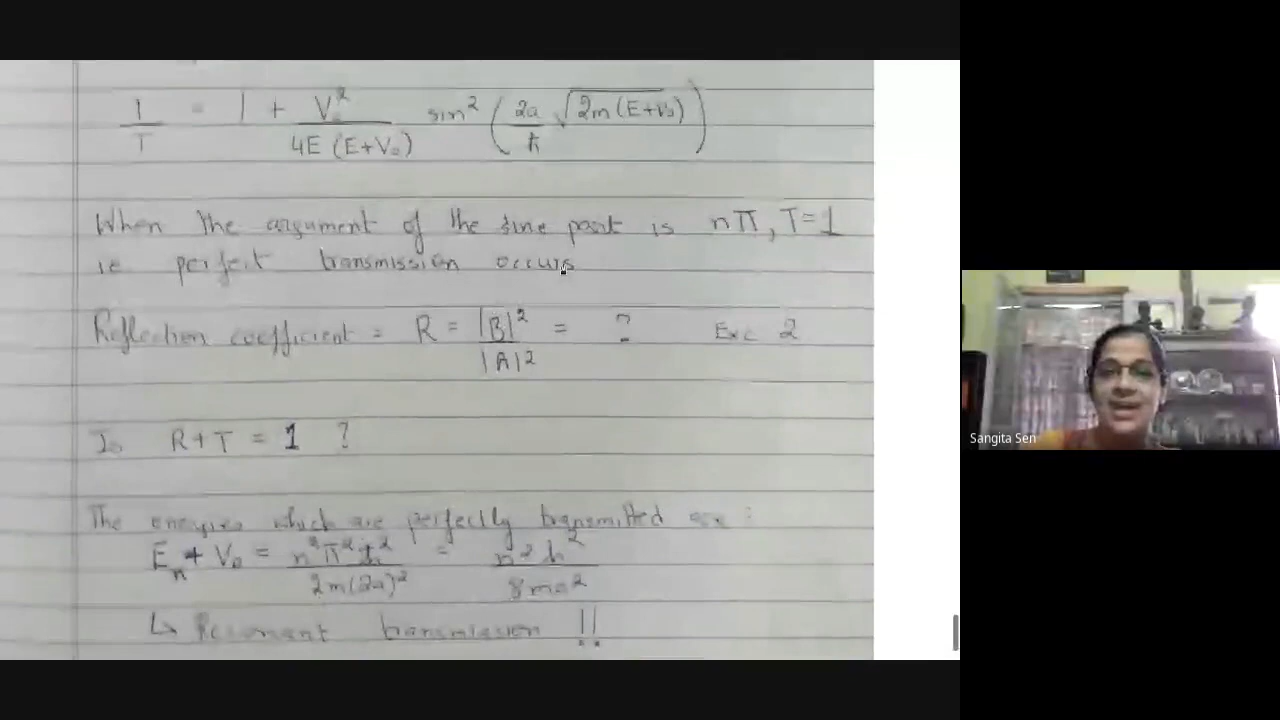 1/T = 1 + V₀²/4E(E+V₀) sin² (2a/ħ √2m(E+V₀))
When the argument of the sine part is nπ, T=1
ie perfect transmission occurs
Reflection coefficient = R = |B|²/|A|² = ? Exc 2
Is R+T = 1 ?
The energies which are perfectly transmitted are:
Eₙ + V₀ = n²π²ħ²/2m(2a)² = n²h²/8ma²
↳ Resonant transmission !!
Sangita Sen